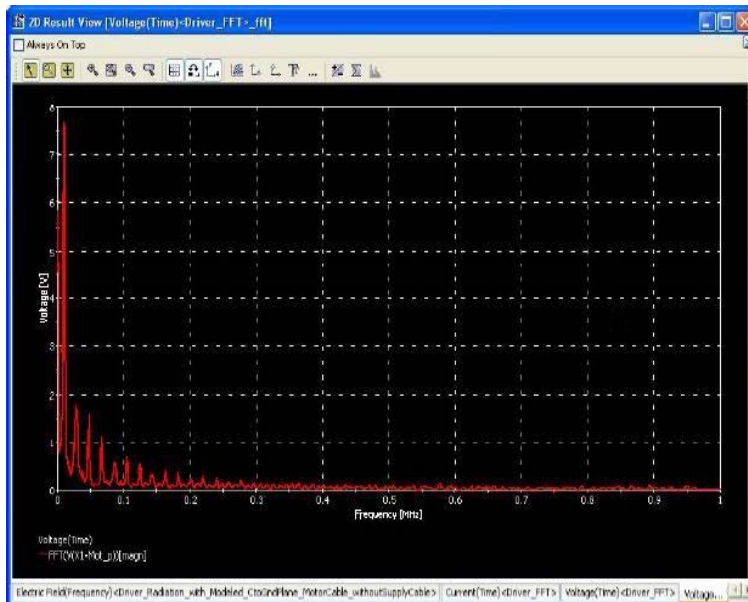 2D Result View [Voltage(Time)<Driver_FFT>_fft]
Always On Top
8
7
6
5
4
3
2
1
0
Voltage [V]
0 0.1 0.2 0.3 0.4 0.5 0.6 0.7 0.8 0.9 1
Frequency [MHz]
Voltage(Time)
FFT(V(X1-Mot_p))[magn]
Electric Field(Frequency)<Driver_Radiation_with_Modeled_CtoGndPlane_MotorCable_withoutSupplyCable> Current(Time)<Driver_FFT> Voltage(Time)<Driver_FFT> Voltage...